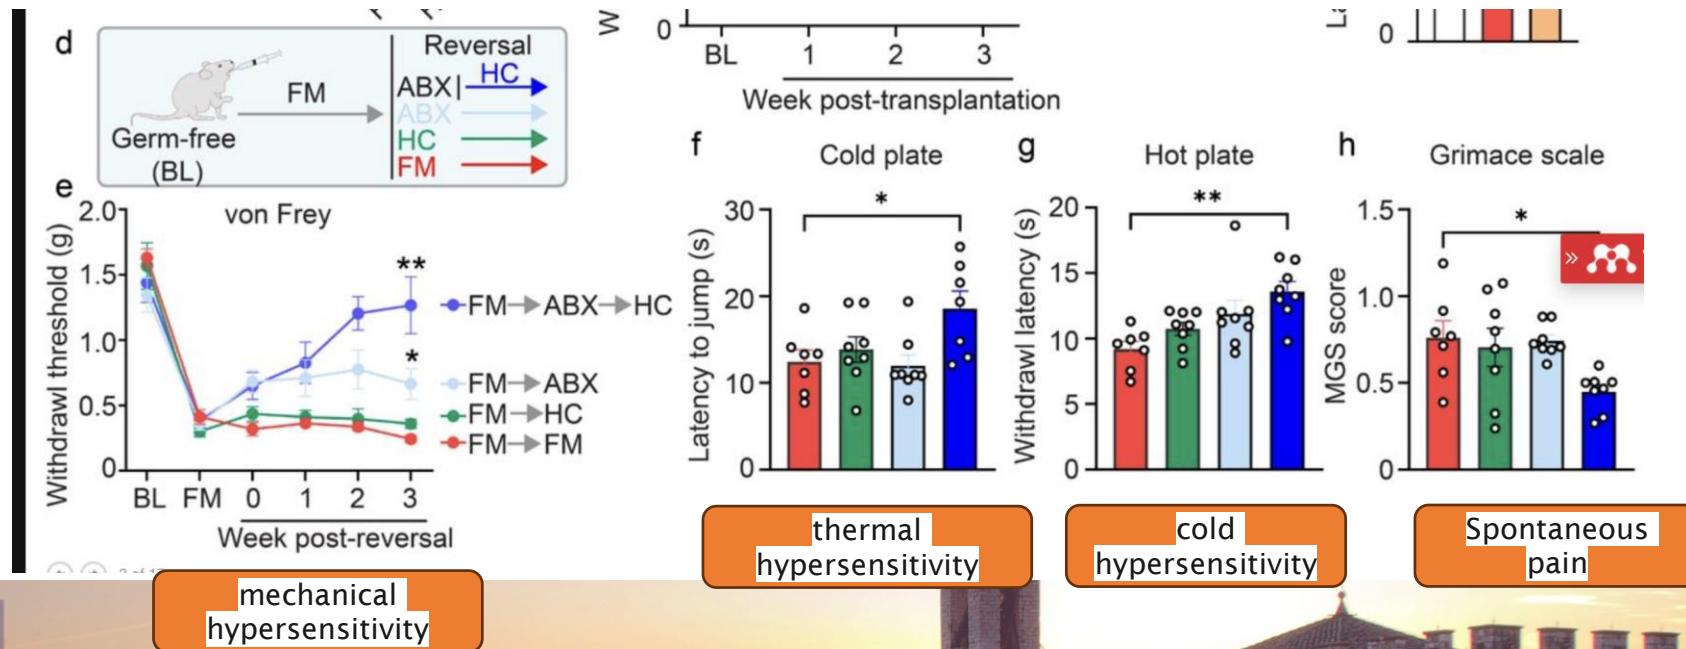 W
0
BL 1 2 3
Week post-transplantation
0
d
Reversal
HC
ABX|
FM
ABX
HC
FM
Germ-free
(BL)
e
von Frey
Withdrawl threshold (g)
2.0
1.5
1.0
0.5
0
**
*
FM→ABX→HC
FM→ABX
FM→HC
FM→FM
BL FM 0 1 2 3
Week post-reversal
f
Cold plate
*
Latency to jump (s)
30
20
10
0
g
Hot plate
**
Withdrawl latency (s)
20
15
10
5
0
h
Grimace scale
*
MGS score
1.5
1.0
0.5
0
»
thermal
hypersensitivity
cold
hypersensitivity
Spontaneous
pain
mechanical
hypersensitivity